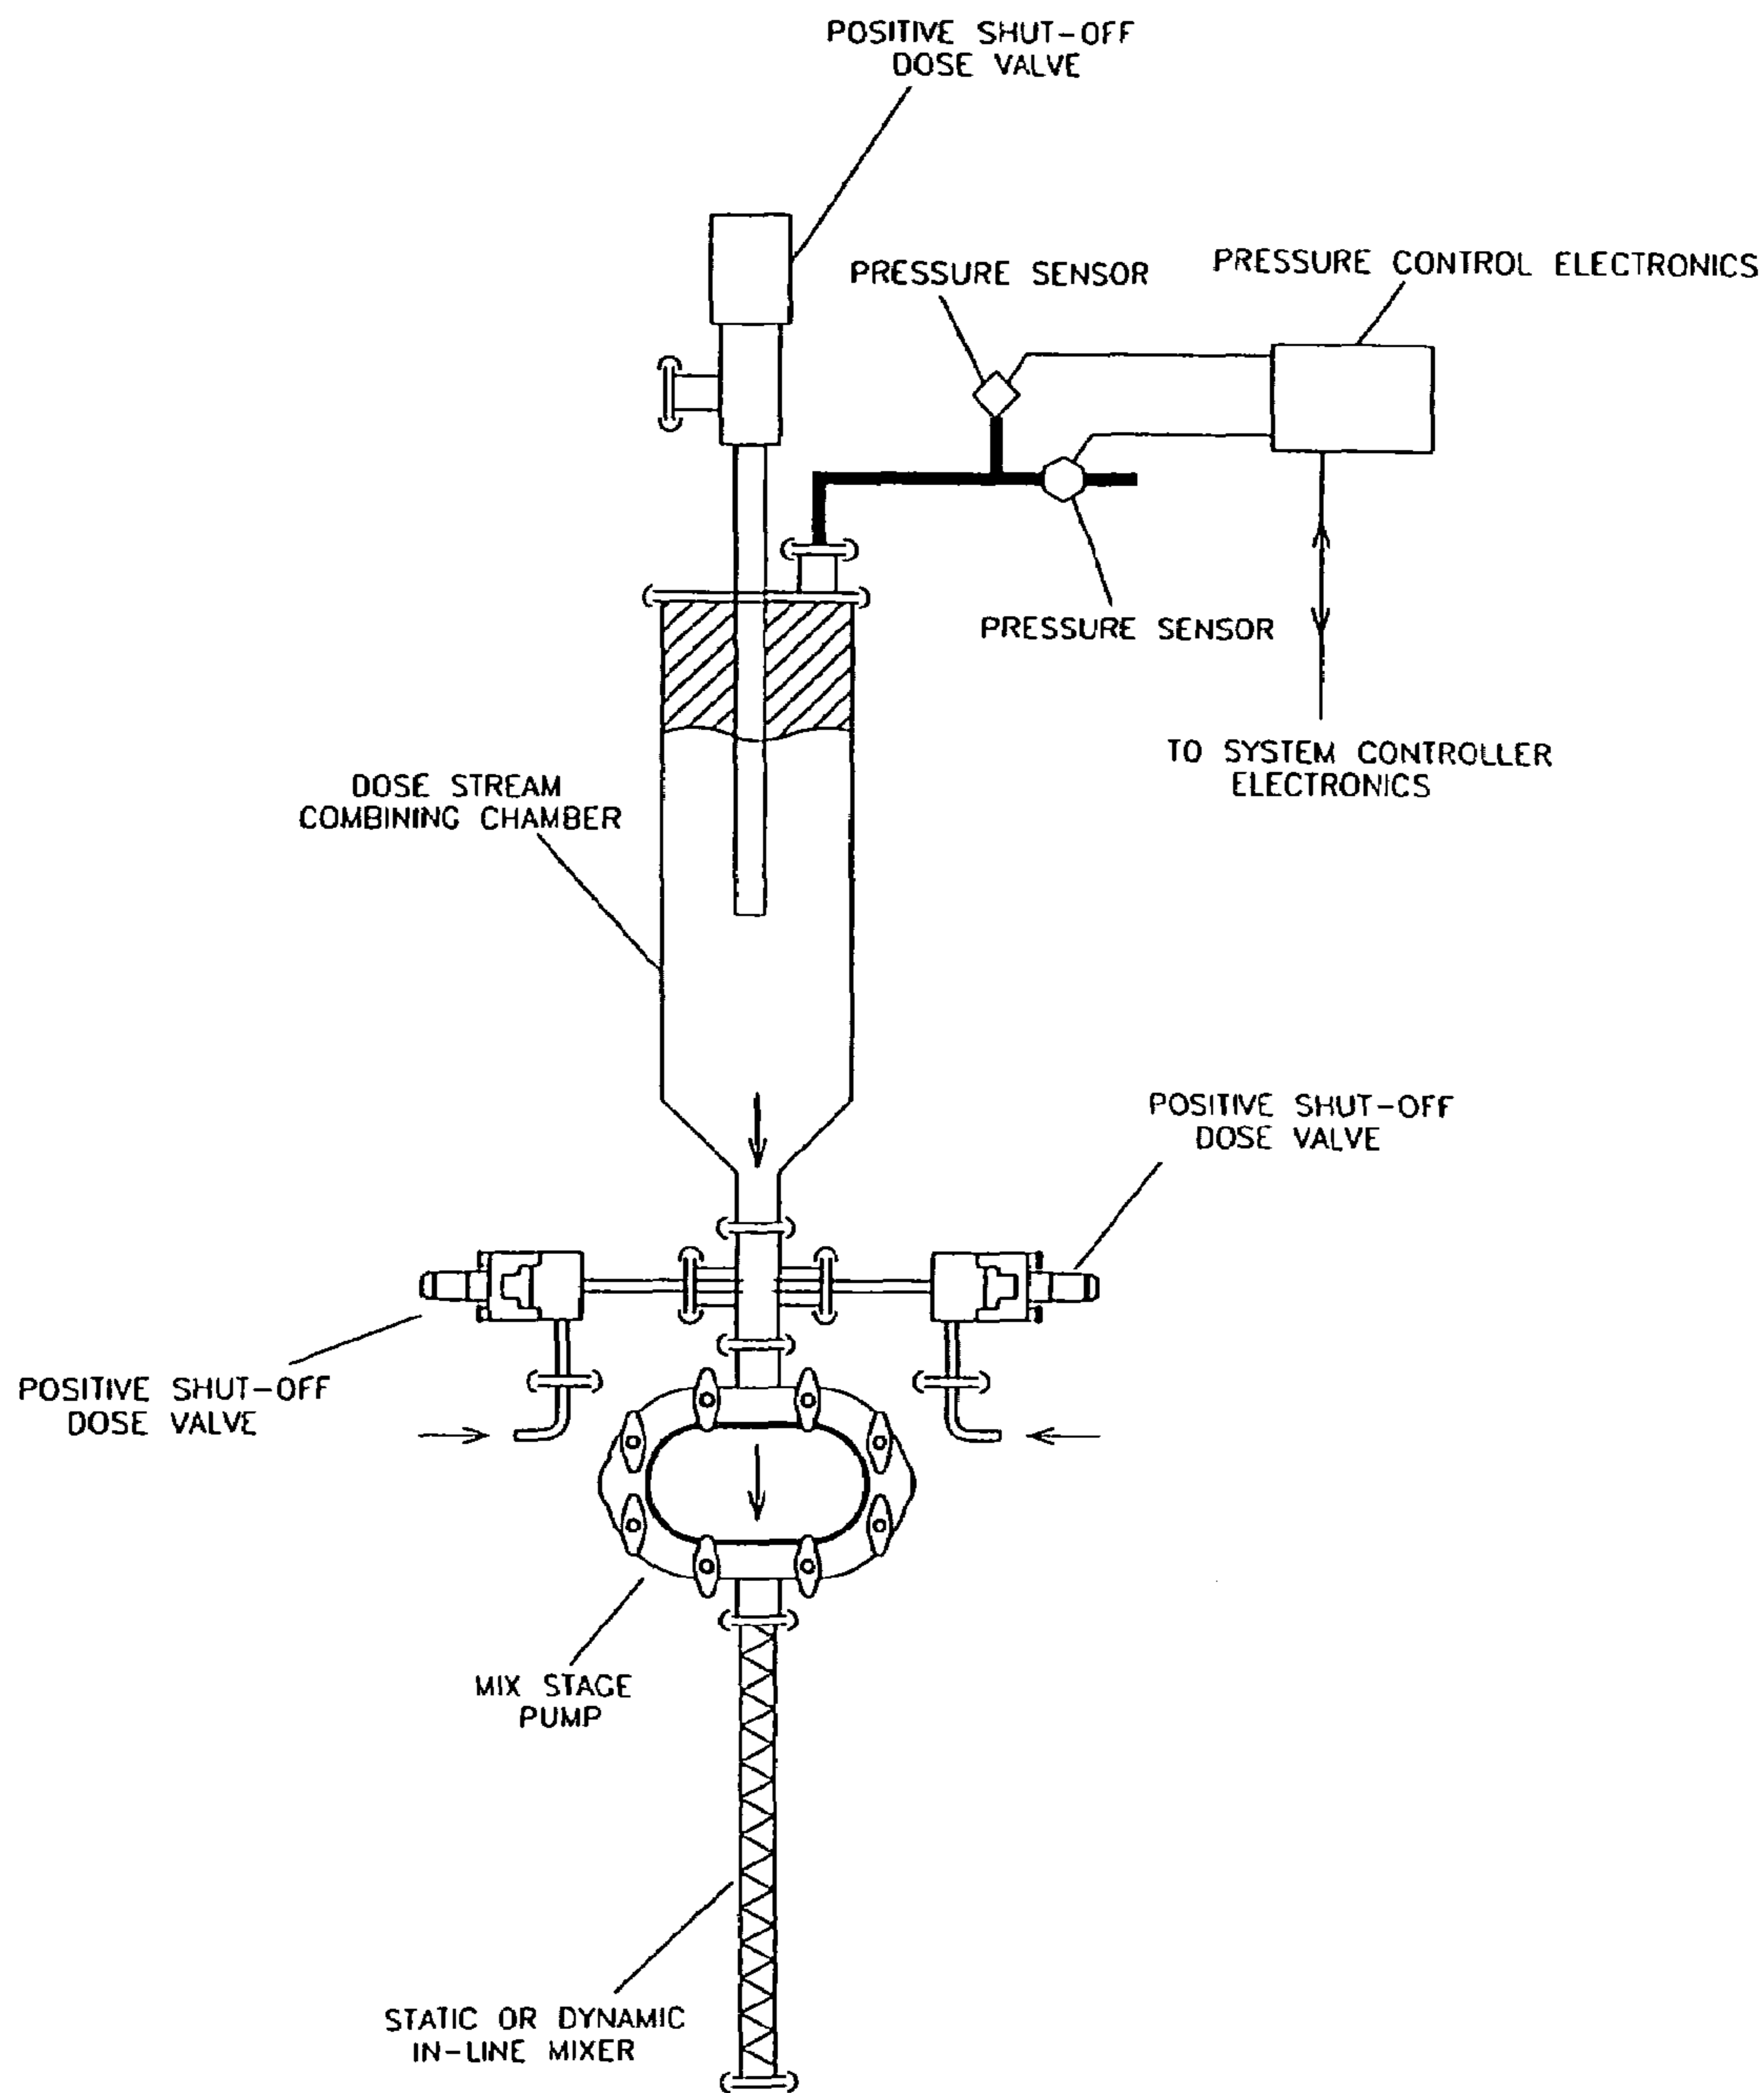 POSITIVE SHUT-OFF
DOSE VALVE
PRESSURE SENSOR
PRESSURE CONTROL ELECTRONICS
PRESSURE SENSOR
TO SYSTEM CONTROLLER
ELECTRONICS
DOSE STREAM
COMBINING CHAMBER
POSITIVE SHUT-OFF
DOSE VALVE
POSITIVE SHUT-OFF
DOSE VALVE
MIX STAGE
PUMP
STATIC OR DYNAMIC
IN-LINE MIXER